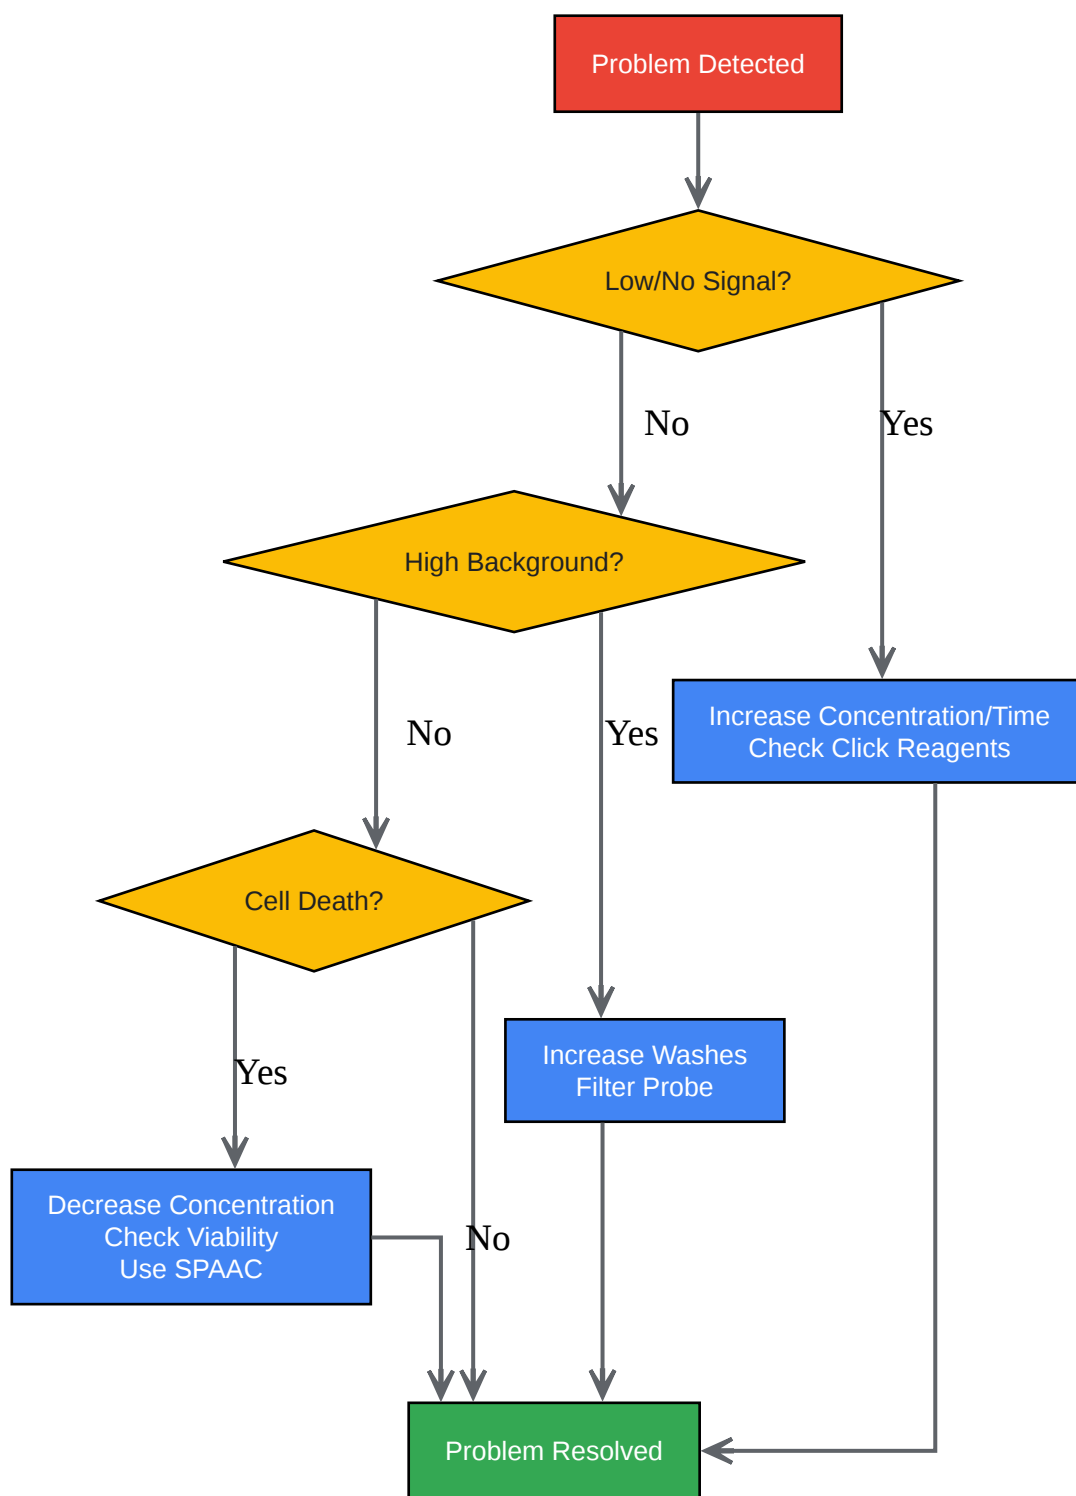 Problem Detected
Low/No Signal?
No
Yes
High Background?
Increase Concentration/Time
Check Click Reagents
No
Yes
Cell Death?
Increase Washes
Filter Probe
Yes
Decrease Concentration
Check Viability
Use SPAAC
No
Problem Resolved